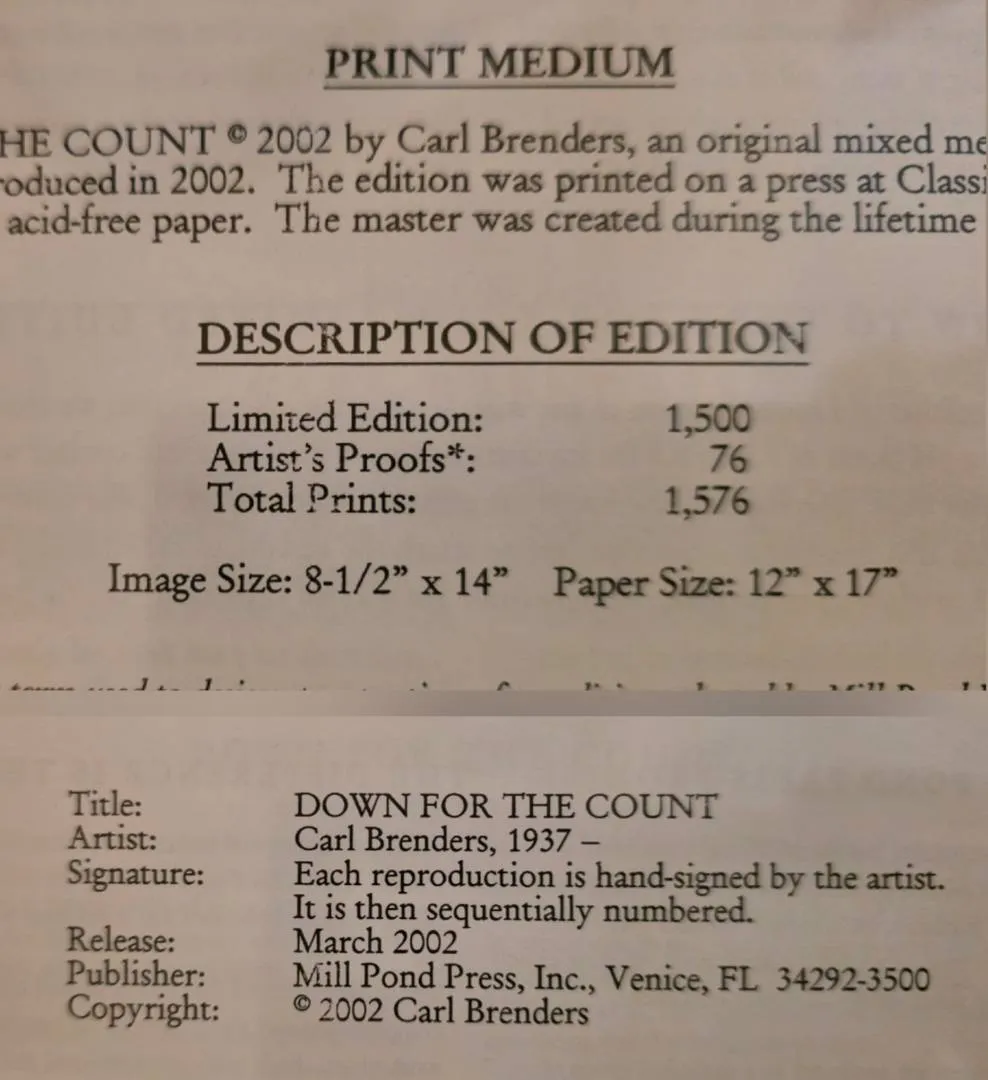 PRINT MEDIUM
HE COUNT © 2002 by Carl Brenders, an original mixed me
roduced in 2002. The edition was printed on a press at Classi
acid-free paper. The master was created during the lifetime
DESCRIPTION OF EDITION
Limited Edition: 1,500
Artist's Proofs*: 76
Total Prints: 1,576
Image Size: 8-1/2” x 14” Paper Size: 12” x 17”
Title: DOWN FOR THE COUNT
Artist: Carl Brenders, 1937 –
Signature: Each reproduction is hand-signed by the artist.
It is then sequentially numbered.
Release: March 2002
Publisher: Mill Pond Press, Inc., Venice, FL 34292-3500
Copyright: © 2002 Carl Brenders